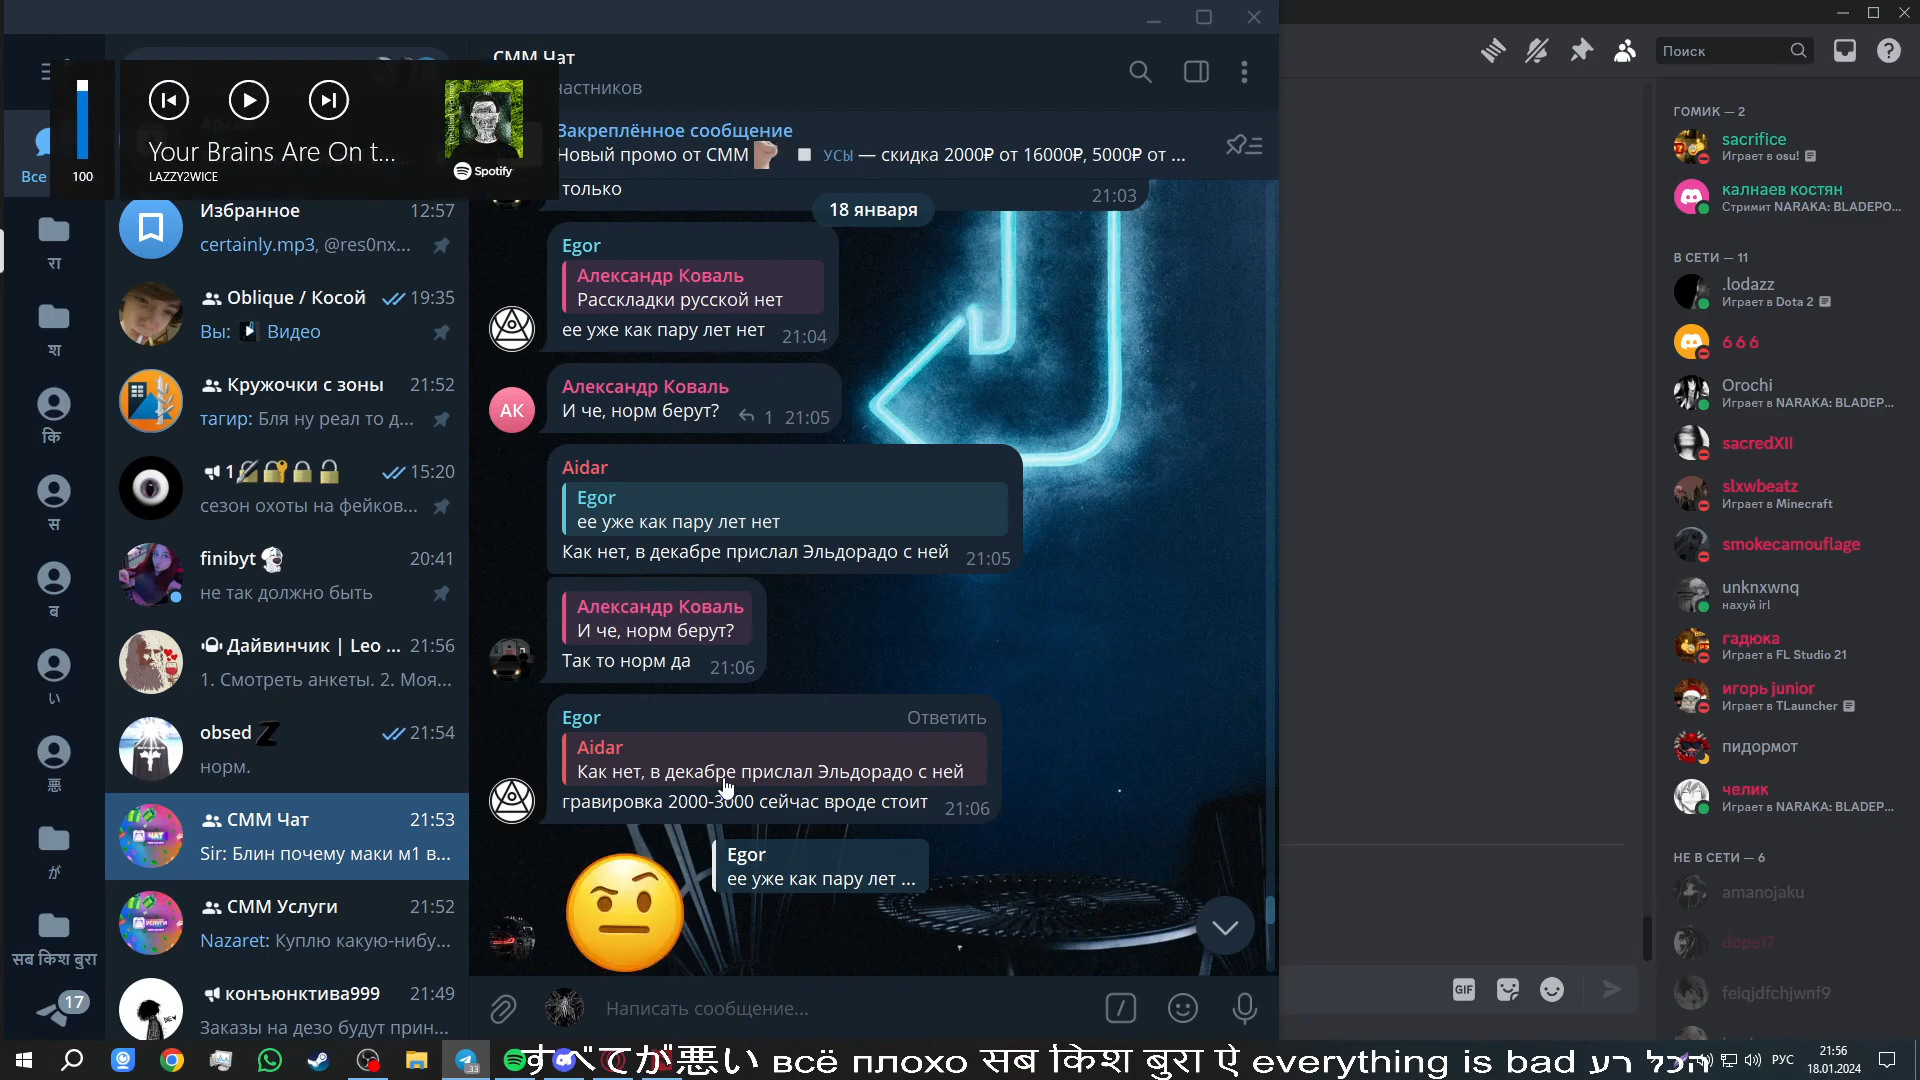 100
Your Brains Are On t...
LAZZY2WICE
Spotify
Все
रा
श
कि
स
ब
い
悪
が
सब किश बुरा
17
Избранное 12:57
certainly.mp3, @res0nx...
Oblique / Косой 19:35
Вы: Видео
Кружочки с зоны 21:52
тагир: Бля ну реал то д...
1 15:20
сезон охоты на фейков...
finibyt 20:41
не так должно быть
Дайвинчик | Leo ... 21:56
1. Смотреть анкеты. 2. Моя...
obsed 21:54
норм.
СММ Чат 21:53
Sir: Блин почему маки м1 в...
СММ Услуги 21:52
Nazaret: Куплю какую-нибу...
конъюнктива999 21:49
Заказы на дезо будут прин...
СММ Чат
частников
Закреплённое сообщение
Новый промо от СММ УСЫ — скидка 2000₽ от 16000₽, 5000₽ от ...
только 21:03
18 января
Egor
Александр Коваль
Расскладки русской нет
ее уже как пару лет нет 21:04
АК
Александр Коваль
И че, норм берут? 1 21:05
Aidar
Egor
ее уже как пару лет нет
Как нет, в декабре прислал Эльдорадо с ней 21:05
Александр Коваль
И че, норм берут?
Так то норм да 21:06
Egor Ответить
Aidar
Как нет, в декабре прислал Эльдорадо с ней
гравировка 2000-3000 сейчас вроде стоит 21:06
Egor
ее уже как пару лет ...
Написать сообщение...
Поиск
ГОМИК — 2
sacrifice
Играет в osu!
калнаев костян
Стримит NARAKA: BLADEPO...
В СЕТИ — 11
.lodazz
Играет в Dota 2
6 6 6
Orochi
Играет в NARAKA: BLADEP...
sacredXII
slxwbeatz
Играет в Minecraft
smokecamouflage
unknxwnq
нахуй irl
гадюка
Играет в FL Studio 21
игорь junior
Играет в TLauncher
пидормот
челик
Играет в NARAKA: BLADEP...
НЕ В СЕТИ — 6
amanojaku
dope17
feiqjdfchjwnf9
GIF
33
すべてが悪い всё плохо सब किश बुरा ऐ everything is bad הכל רע
РУС
21:56
18.01.2024